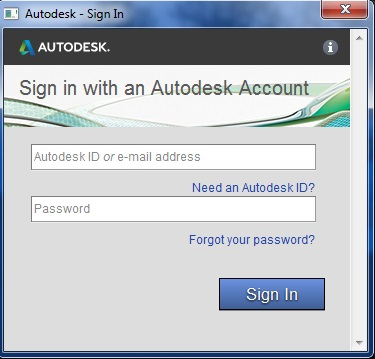 Autodesk - Sign In
AUTODESK.
Sign in with an Autodesk Account
Autodesk ID or e-mail address
Need an Autodesk ID?
Password
Forgot your password?
Sign In